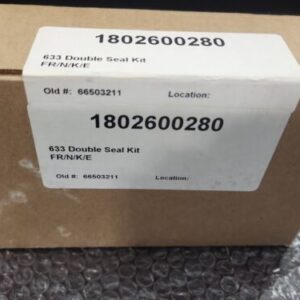 1802600280
633 Double Seal Kit
FR/N/K/E
Old #: 66503211 Location:
1802600280
633 Double Seal Kit
FR/N/K/E
Old #: 66503211 Location: